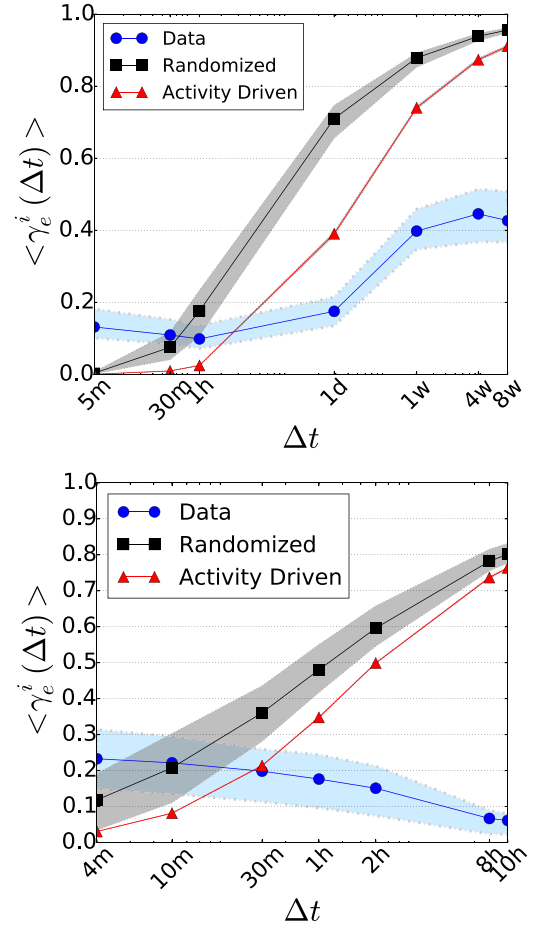 1.0
0.8
0.6
0.4
0.2
0.0
< γ_e^i (Δt) >
Data
Randomized
Activity Driven
5m 30m 1h 1d 1w 4w 8w
Δt
1.0
0.9
0.8
0.7
0.6
0.5
0.4
0.3
0.2
0.1
0.0
< γ_e^i (Δt) >
Data
Randomized
Activity Driven
4m 10m 30m 1h 2h 8h 10h
Δt